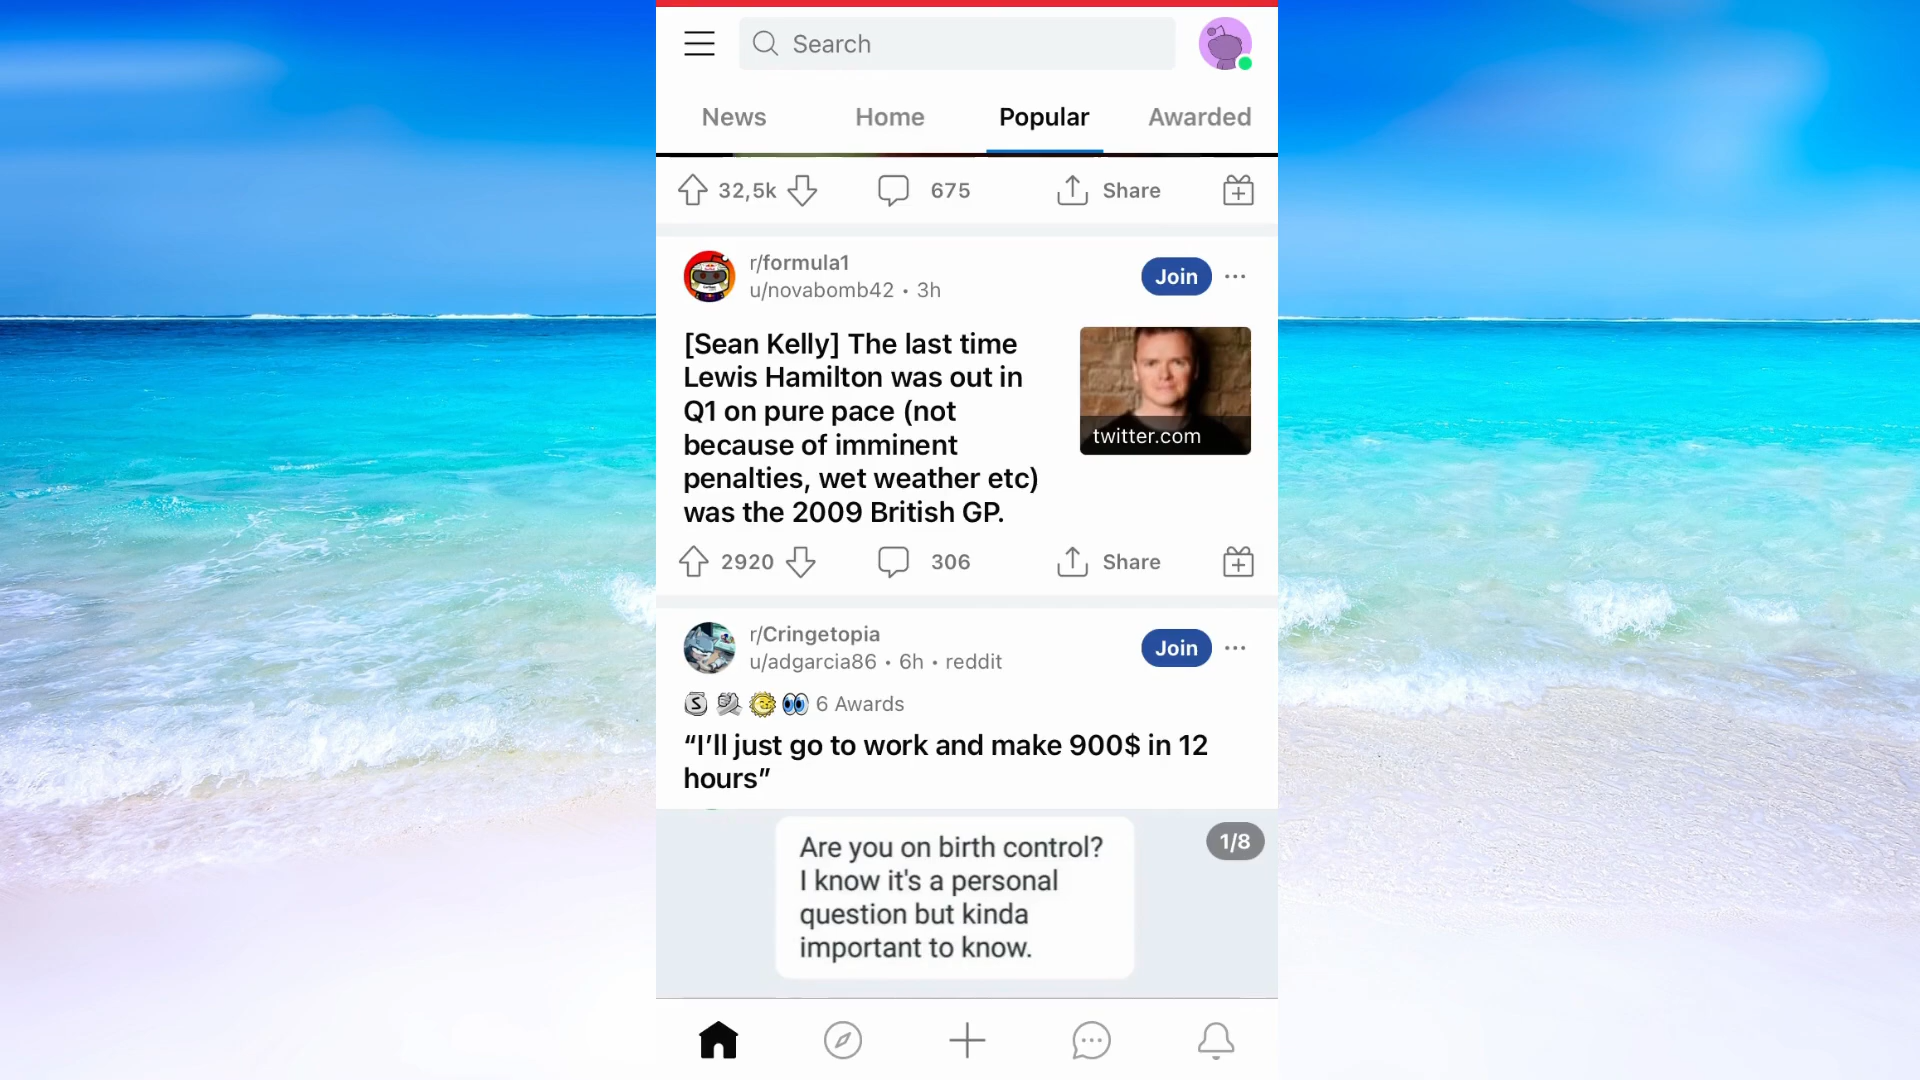 Search
News Home Popular Awarded
32,5k 675 Share
r/formula1
u/novabomb42 • 3h
Join
[Sean Kelly] The last time
Lewis Hamilton was out in
Q1 on pure pace (not
because of imminent
penalties, wet weather etc)
was the 2009 British GP.
twitter.com
2920 306 Share
r/Cringetopia
u/adgarcia86 • 6h • reddit
Join
6 Awards
“I’ll just go to work and make 900$ in 12
hours”
1/8
Are you on birth control?
I know it's a personal
question but kinda
important to know.